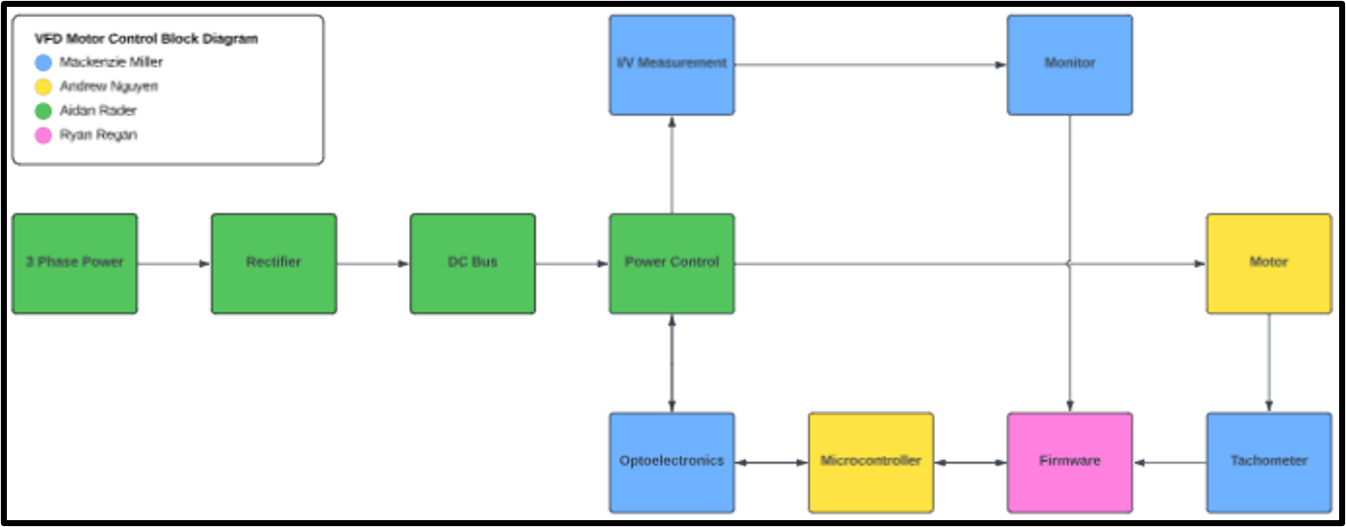 VFD Motor Control Block Diagram
Mackenzie Miller
Andrew Nguyen
Aidan Rader
Ryan Regan
I/V Measurement
Monitor
3 Phase Power
Rectifier
DC Bus
Power Control
Motor
Optoelectronics
Microcontroller
Firmware
Tachometer